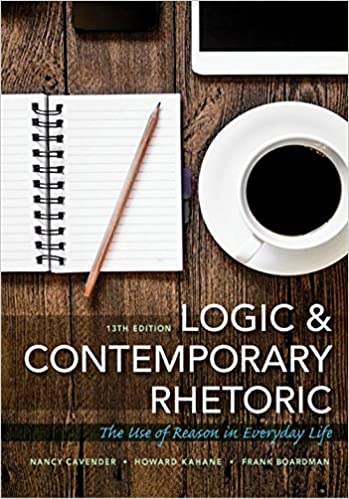 13TH EDITION LOGIC &
CONTEMPORARY
RHETORIC
The Use of Reason in Everyday Life
NANCY CAVENDER • HOWARD KAHANE • FRANK BOARDMAN